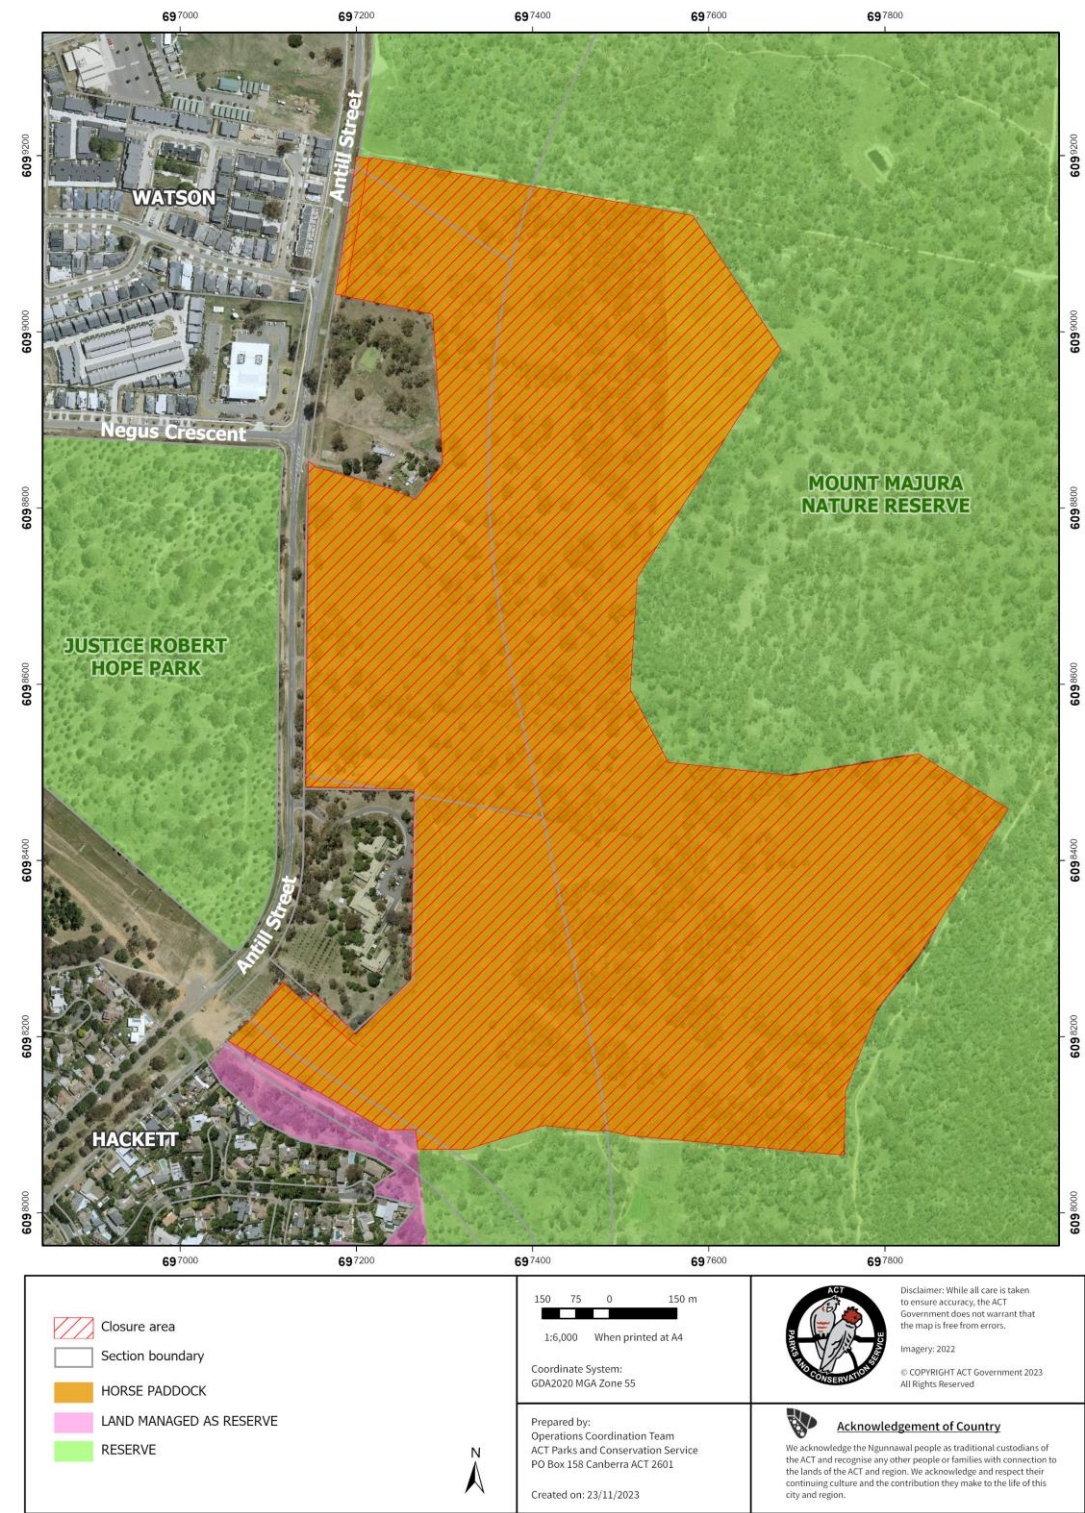 697000 697200 697400 697600 697800
6099200
6099000
6098800
6098600
6098400
6098200
6098000
6099200
6099000
6098800
6098600
6098400
6098200
6098000
Antill Street
WATSON
Negus Crescent
MOUNT MAJURA
NATURE RESERVE
JUSTICE ROBERT
HOPE PARK
Antill Street
HACKETT
697000 697200 697400 697600 697800
Closure area
Section boundary
HORSE PADDOCK
LAND MANAGED AS RESERVE
RESERVE
N
150 75 0 150 m
1:6,000 When printed at A4
Coordinate System:
GDA2020 MGA Zone 55
Prepared by:
Operations Coordination Team
ACT Parks and Conservation Service
PO Box 158 Canberra ACT 2601
Created on: 23/11/2023
ACT
PARKS AND CONSERVATION SERVICE
Disclaimer: While all care is taken
to ensure accuracy, the ACT
Government does not warrant that
the map is free from errors.
Imagery: 2022
© COPYRIGHT ACT Government 2023
All Rights Reserved
Acknowledgement of Country
We acknowledge the Ngunnawal people as traditional custodians of
the ACT and recognise any other people or families with connection to
the lands of the ACT and region. We acknowledge and respect their
continuing culture and the contribution they make to the life of this
city and region.